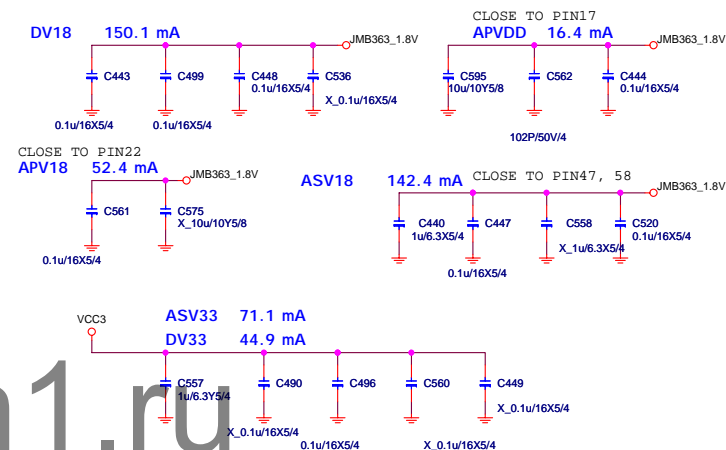 DV18 150.1 mA
JMB363_1.8V
C443
C499
C448
0.1u/16X5/4
C536
X_0.1u/16X5/4
0.1u/16X5/4
0.1u/16X5/4
CLOSE TO PIN17
APVDD 16.4 mA
JMB363_1.8V
C595
10u/10Y5/8
C562
C444
0.1u/16X5/4
102P/50V/4
CLOSE TO PIN22
APV18 52.4 mA
JMB363_1.8V
C561
C575
X_10u/10Y5/8
0.1u/16X5/4
ASV18 142.4 mA
CLOSE TO PIN47, 58
JMB363_1.8V
C440
1u/6.3X5/4
C447
C558
X_1u/6.3X5/4
C520
0.1u/16X5/4
0.1u/16X5/4
VCC3
ASV33 71.1 mA
DV33 44.9 mA
C557
1u/6.3Y5/4
C490
C496
C560
C449
X_0.1u/16X5/4
X_0.1u/16X5/4
0.1u/16X5/4
X_0.1u/16X5/4
n1.ru